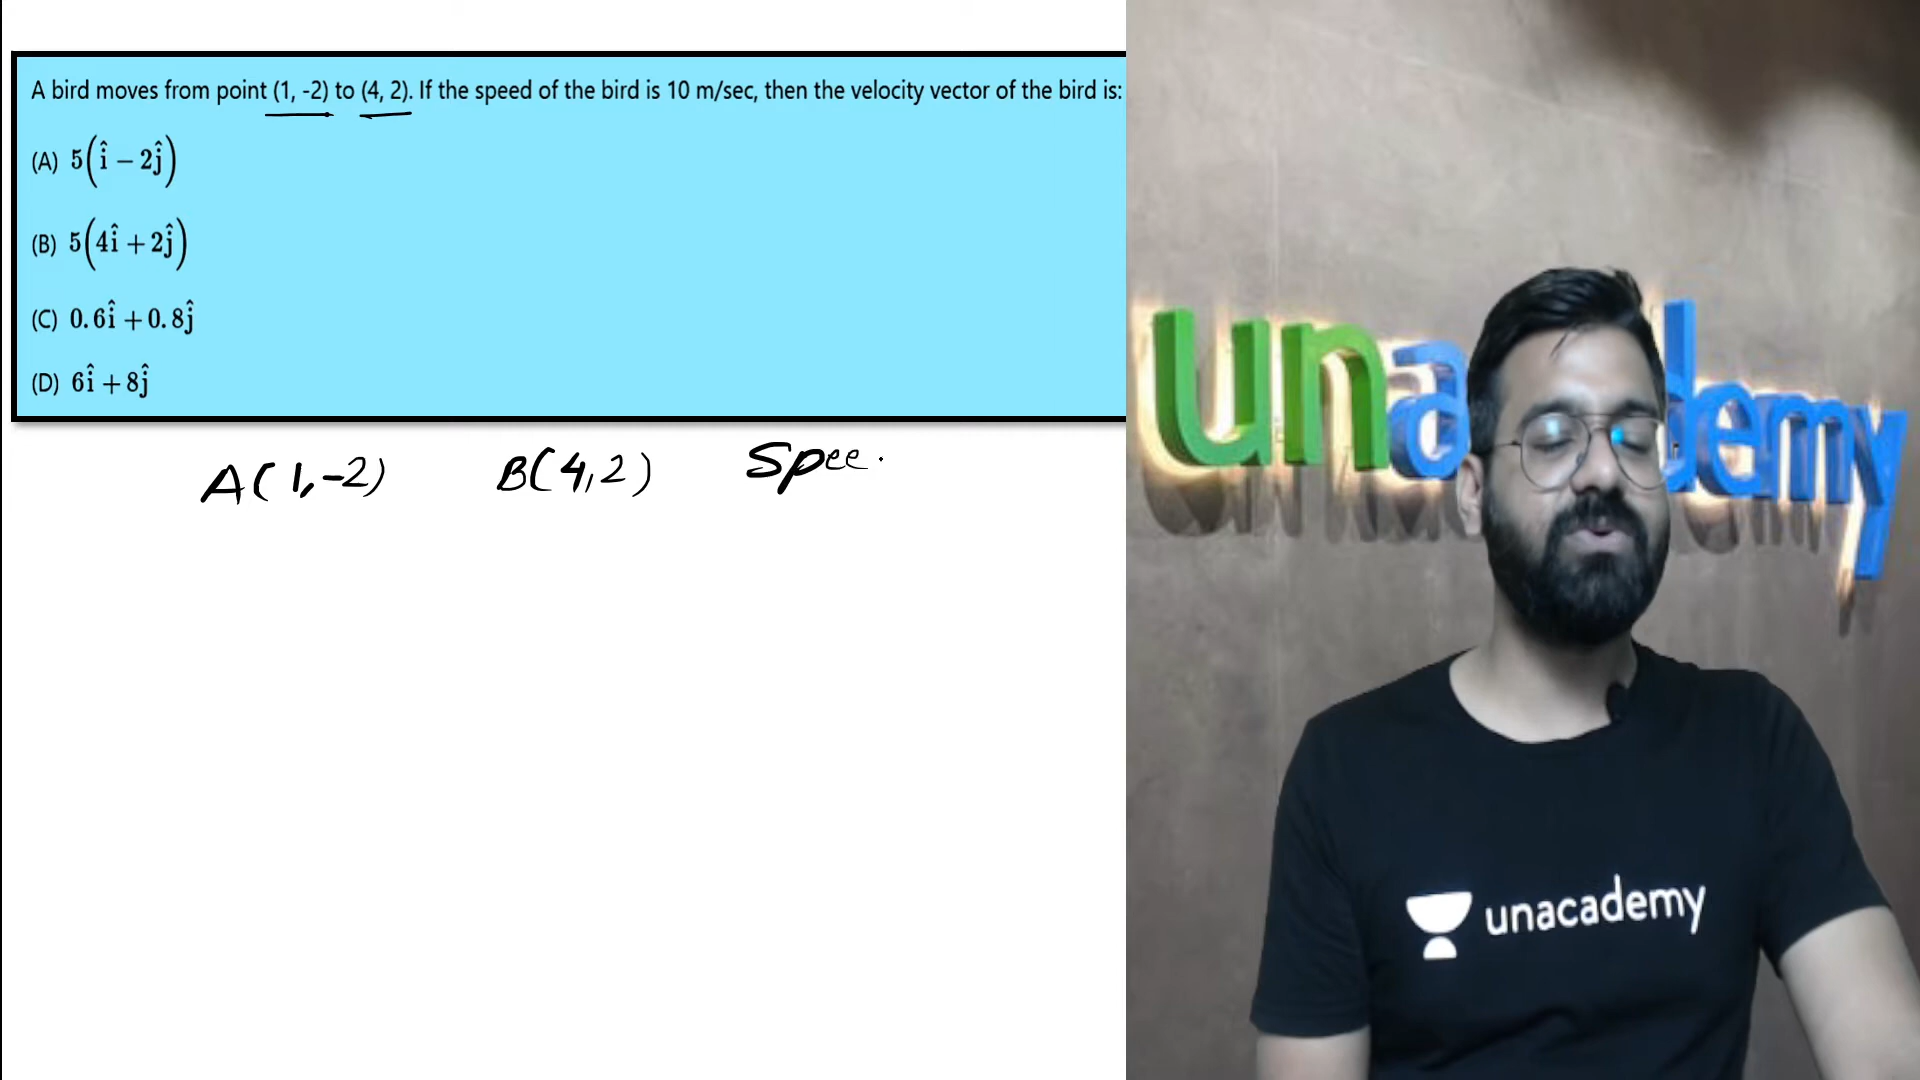 A bird moves from point (1, -2) to (4, 2). If the speed of the bird is 10 m/sec, then the velocity vector of the bird is:
(A) 5(î − 2ĵ)
(B) 5(4î + 2ĵ)
(C) 0.6î + 0.8ĵ
(D) 6î + 8ĵ
A(1,-2) B(4,2) Spee
unacademy
unacademy